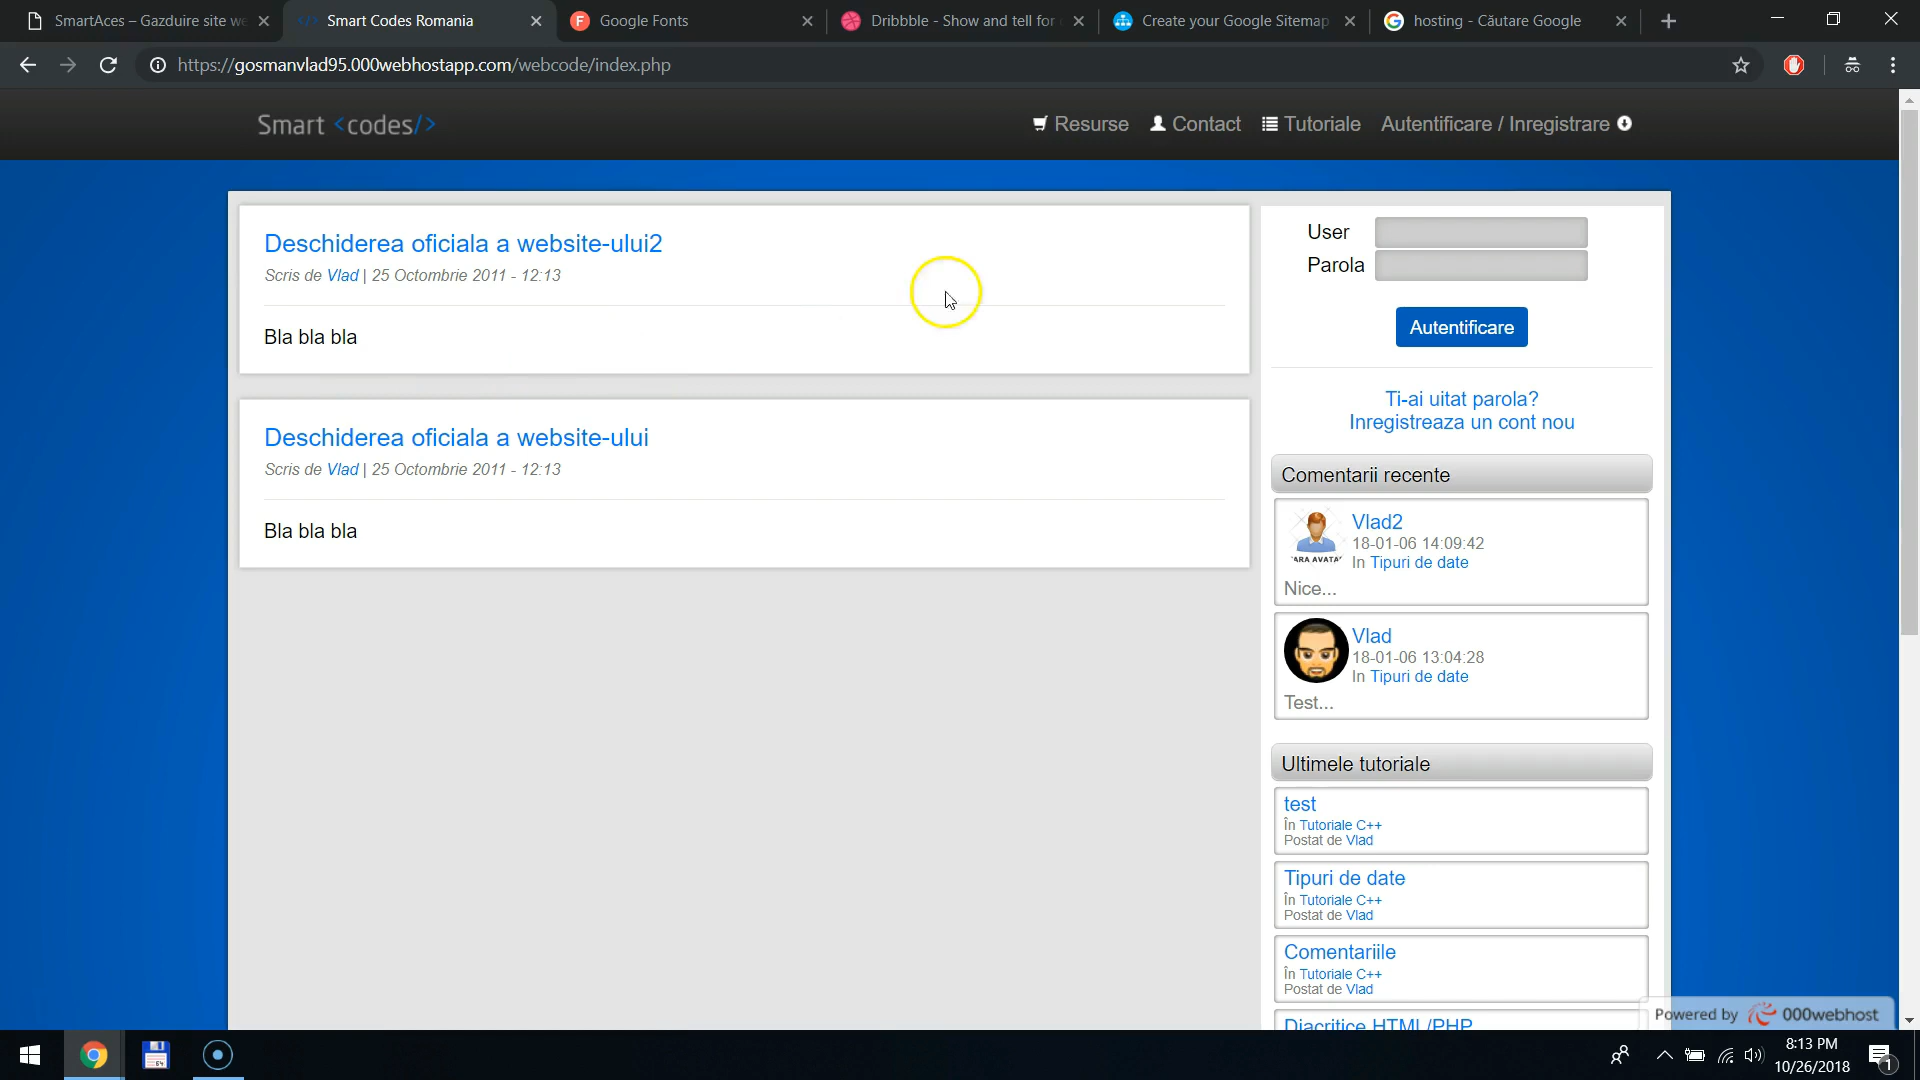 SmartAces – Gazduire site we
Smart Codes Romania
Google Fonts
Dribbble - Show and tell for
Create your Google Sitemap
hosting - Căutare Google
https://gosmanvlad95.000webhostapp.com/webcode/index.php
Smart <codes/>
Resurse
Contact
Tutoriale
Autentificare / Inregistrare
Deschiderea oficiala a website-ului2
Scris de Vlad | 25 Octombrie 2011 - 12:13
Bla bla bla
Deschiderea oficiala a website-ului
Scris de Vlad | 25 Octombrie 2011 - 12:13
Bla bla bla
User
Parola
Autentificare
Ti-ai uitat parola?
Inregistreaza un cont nou
Comentarii recente
Vlad2
18-01-06 14:09:42
In Tipuri de date
Nice...
Vlad
18-01-06 13:04:28
In Tipuri de date
Test...
Ultimele tutoriale
test
În Tutoriale C++
Postat de Vlad
Tipuri de date
În Tutoriale C++
Postat de Vlad
Comentariile
În Tutoriale C++
Postat de Vlad
Diacritice HTML/PHP
Powered by 000webhost
64
8:13 PM
10/26/2018
1